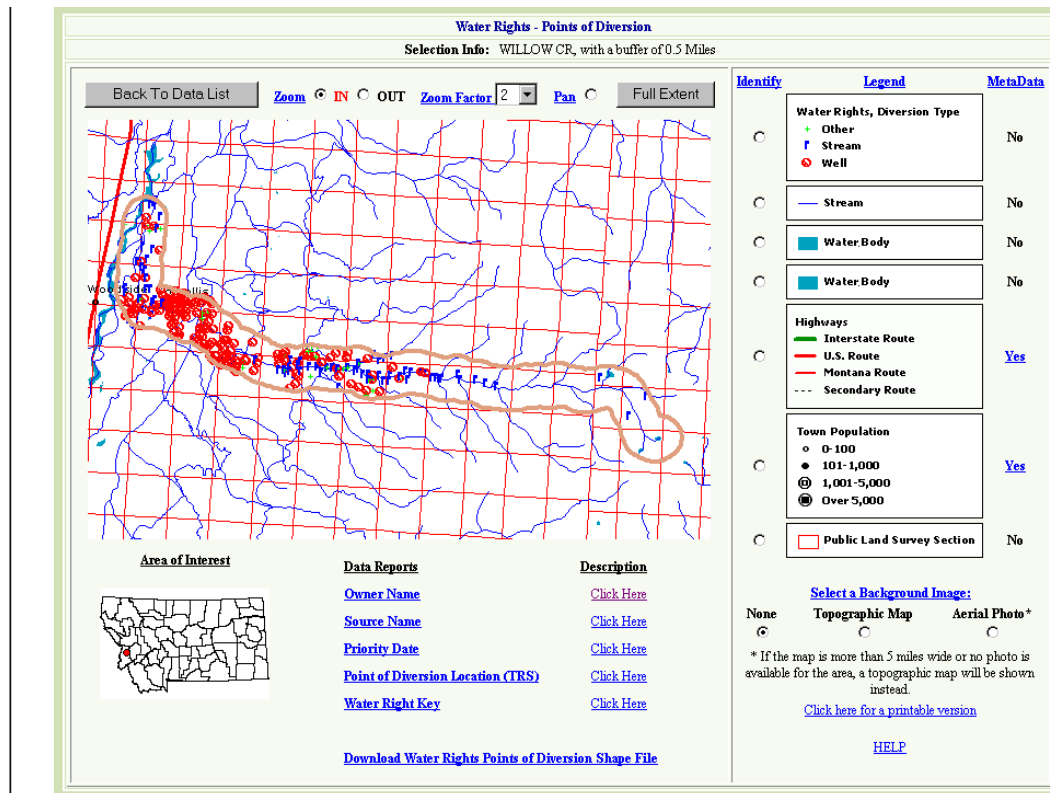 Water Rights - Points of Diversion
Selection Info: WILLOW CR, with a buffer of 0.5 Miles
Back To Data List Zoom IN OUT Zoom Factor 2 Pan Full Extent
Identify Legend MetaData
Water Rights, Diversion Type
Other
Stream
Well
No
Stream No
Water Body No
Water Body No
Highways
Interstate Route
U.S. Route
Montana Route
Secondary Route
Yes
Town Population
0-100
101-1,000
1,001-5,000
Over 5,000
Yes
Public Land Survey Section No
Area of Interest
Data Reports Description
Owner Name Click Here
Source Name Click Here
Priority Date Click Here
Point of Diversion Location (TRS) Click Here
Water Right Key Click Here
Download Water Rights Points of Diversion Shape File
Select a Background Image:
None Topographic Map Aerial Photo*
* If the map is more than 5 miles wide or no photo is
available for the area, a topographic map will be shown
instead.
Click here for a printable version
HELP